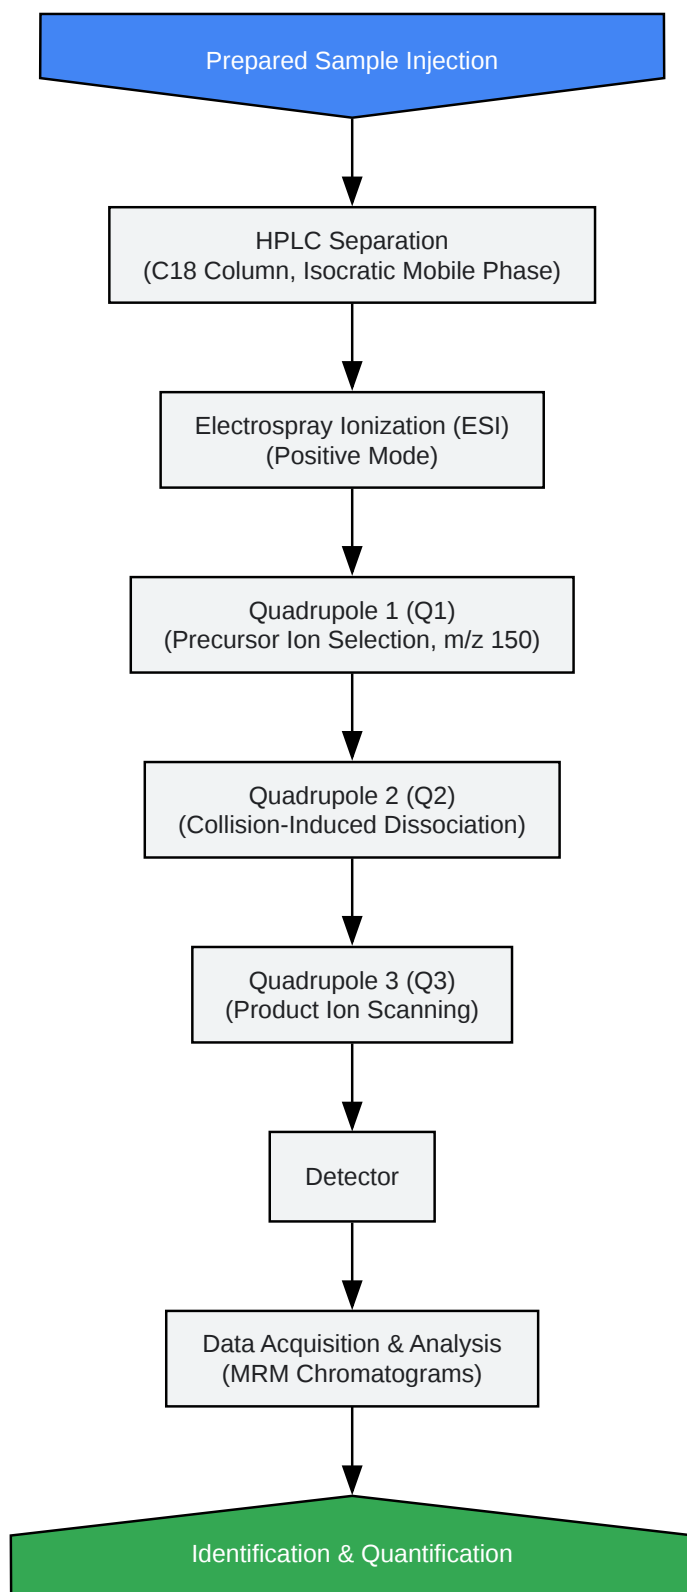 Prepared Sample Injection
HPLC Separation
(C18 Column, Isocratic Mobile Phase)
Electrospray Ionization (ESI)
(Positive Mode)
Quadrupole 1 (Q1)
(Precursor Ion Selection, m/z 150)
Quadrupole 2 (Q2)
(Collision-Induced Dissociation)
Quadrupole 3 (Q3)
(Product Ion Scanning)
Detector
Data Acquisition & Analysis
(MRM Chromatograms)
Identification & Quantification